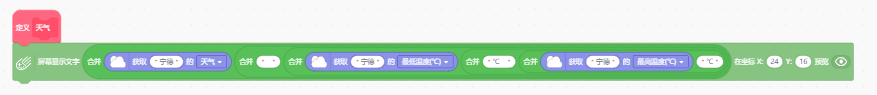 定义 天气
屏幕显示文字 合并 获取 "宁德" 的 天气 合并 " " 合并 获取 "宁德" 的 最低温度(℃) 合并 "℃" 合并 获取 "宁德" 的 最高温度(℃) "℃" 在坐标 X: 24 Y: 16 预览